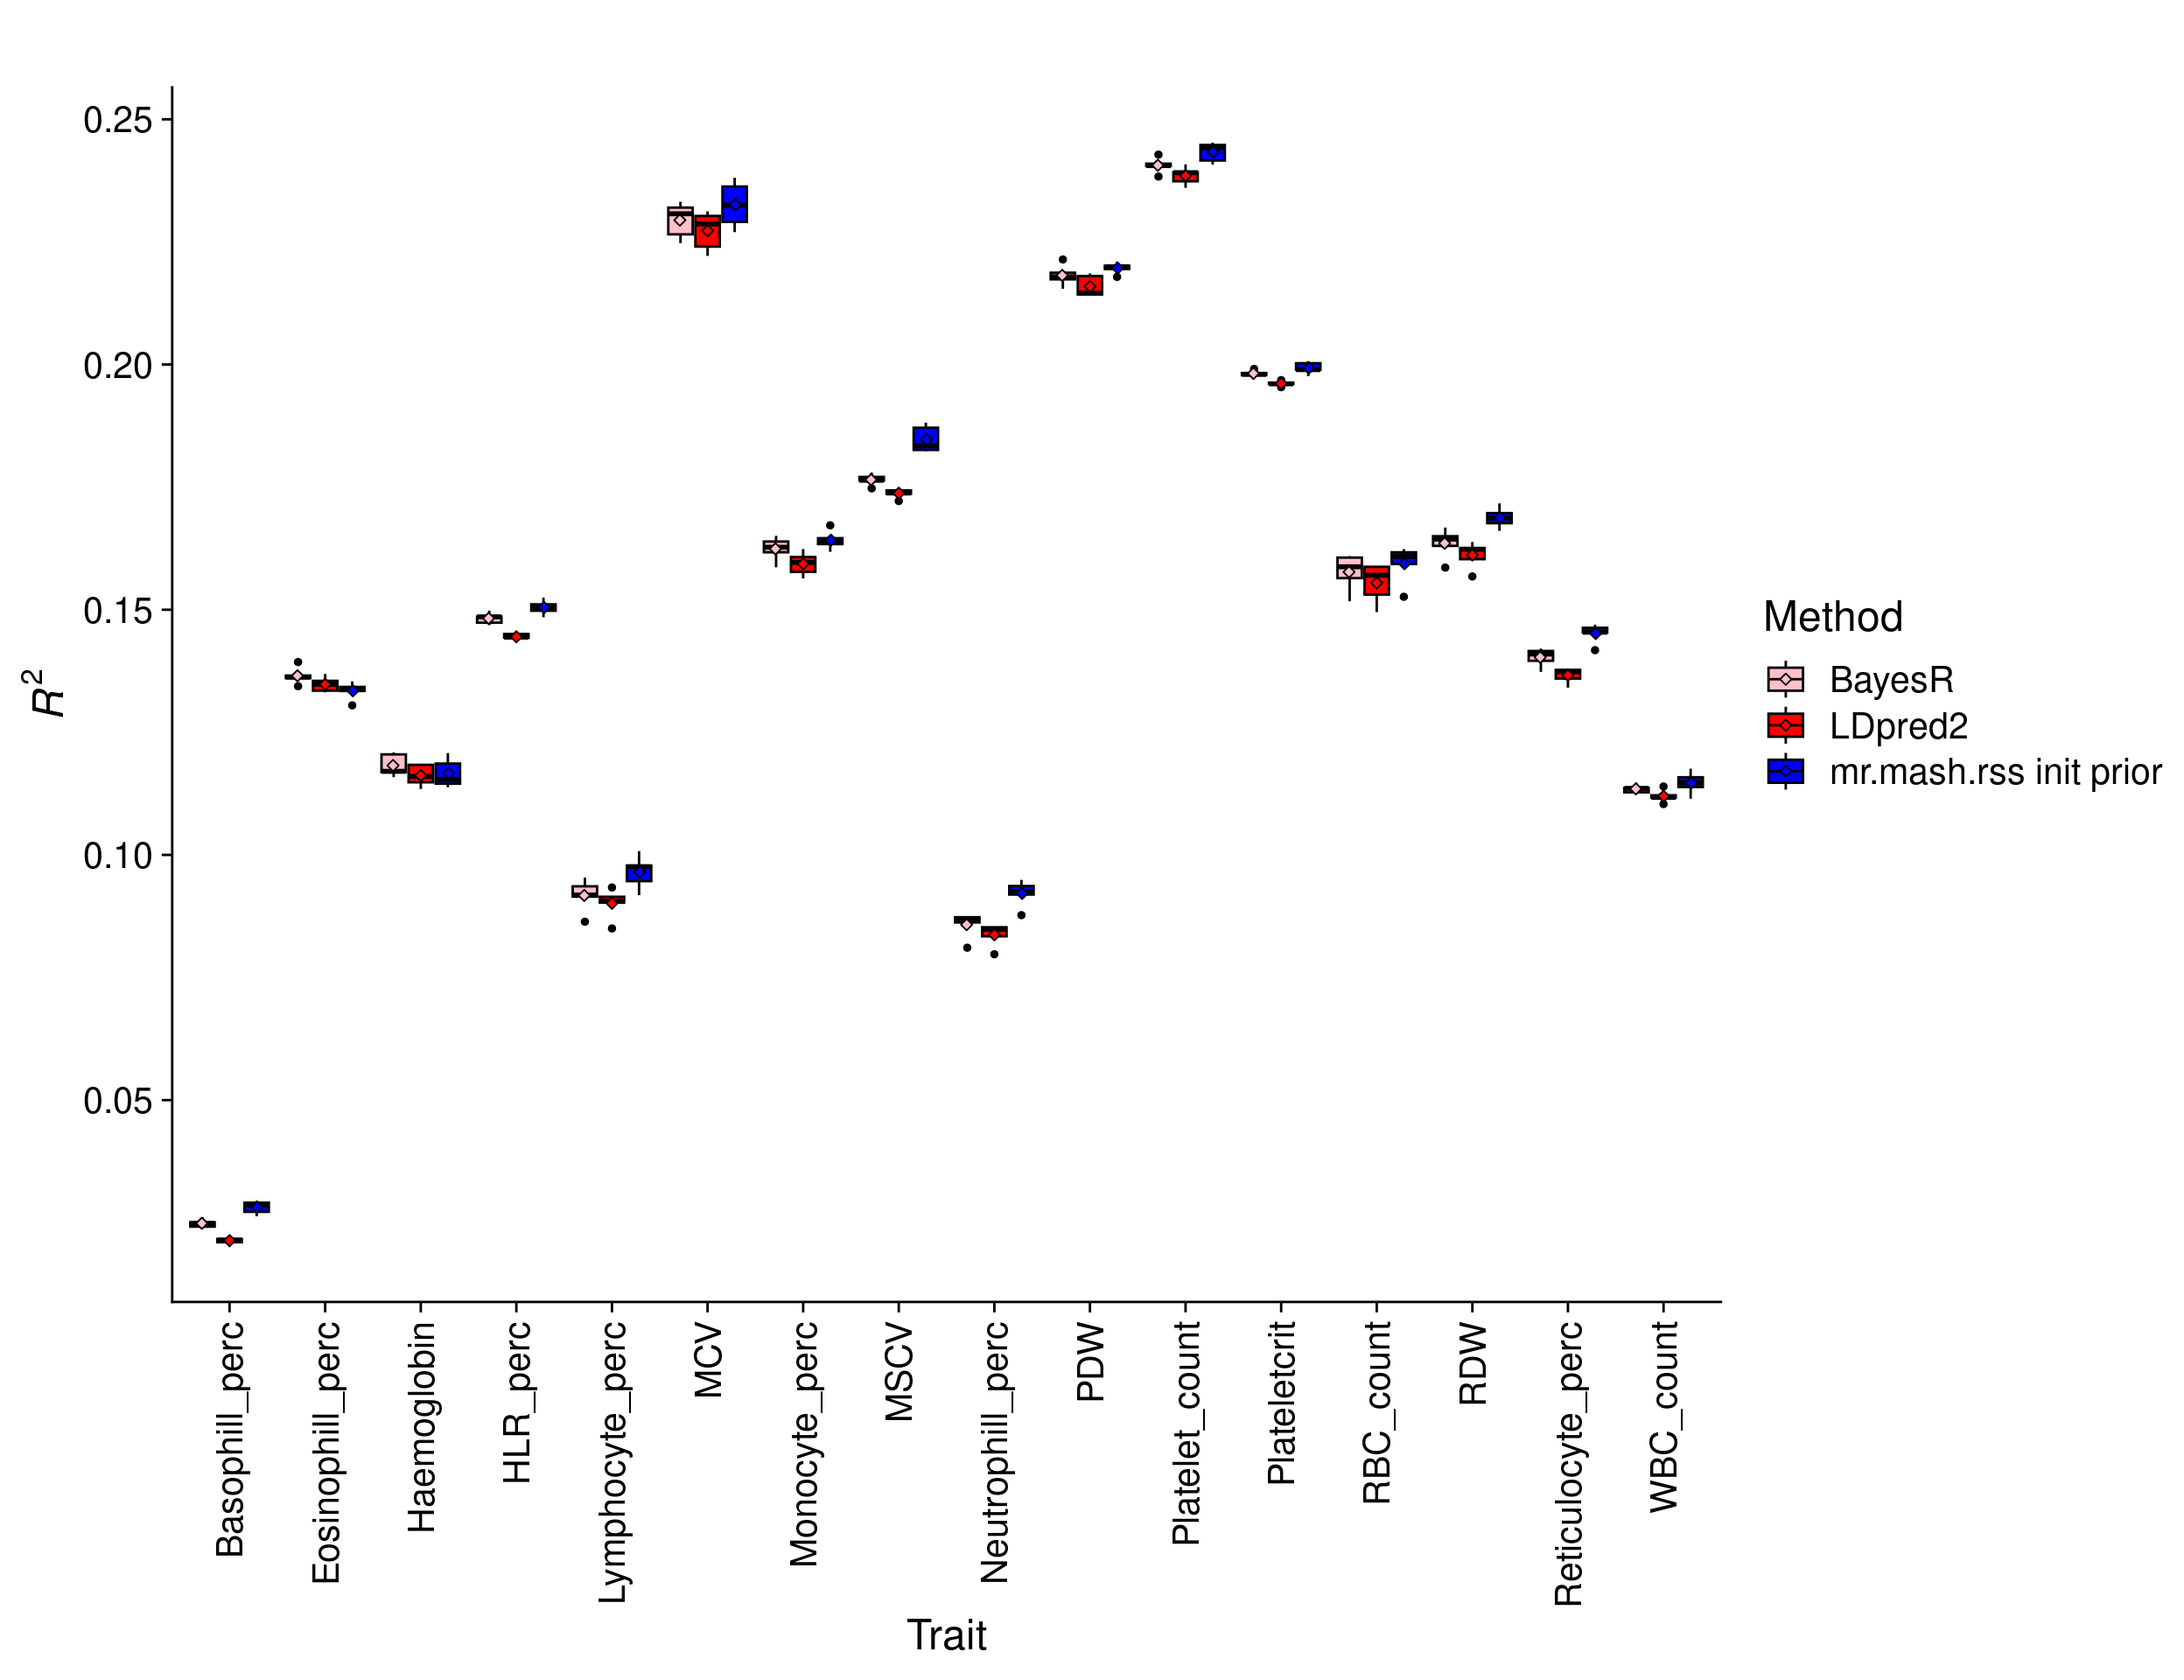 0.25
0.20
0.15
0.10
0.05
R²
Basophill_perc
Eosinophill_perc
Haemoglobin
HLR_perc
Lymphocyte_perc
MCV
Monocyte_perc
MSCV
Neutrophill_perc
PDW
Platelet_count
Plateletcrit
RBC_count
RDW
Reticulocyte_perc
WBC_count
Trait
Method
BayesR
LDpred2
mr.mash.rss init prior